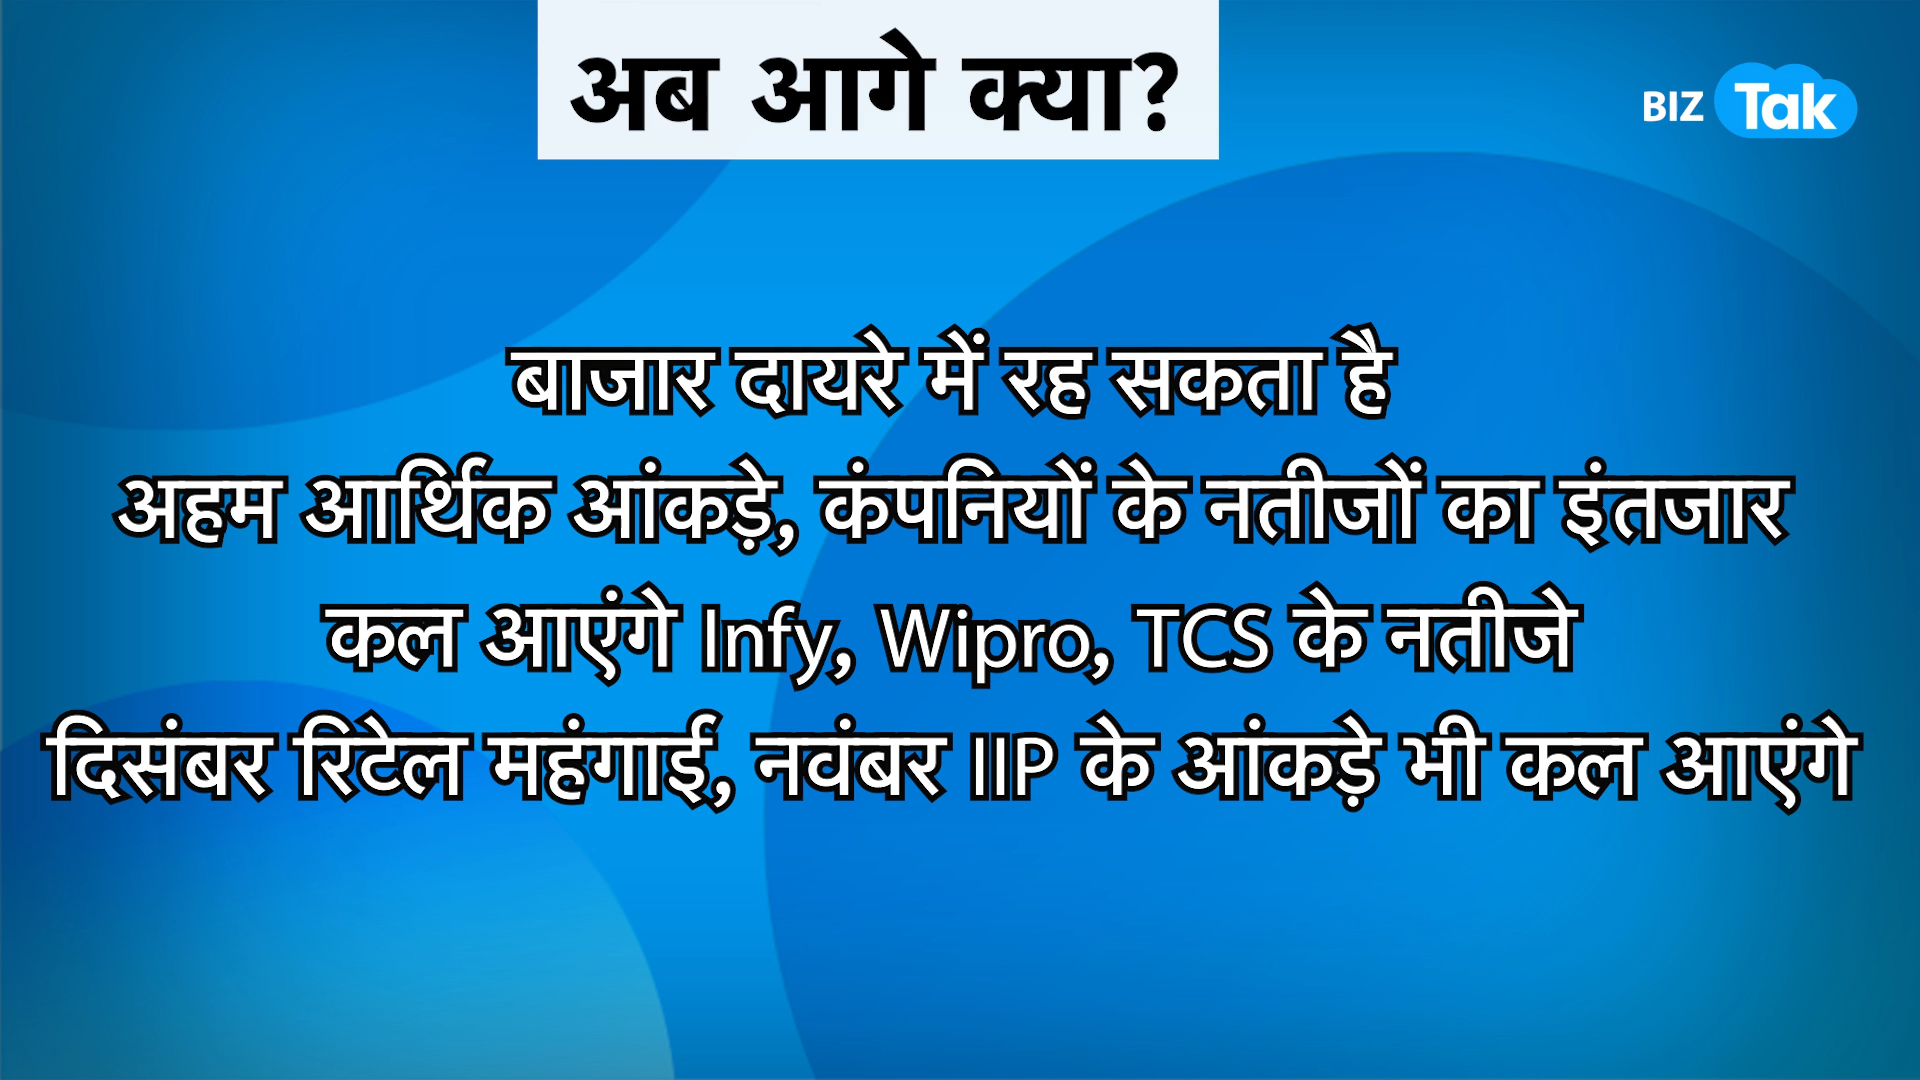 अब आगे क्या?
BIZ Tak
बाजार दायरे में रह सकता है
अहम आर्थिक आंकड़े, कंपनियों के नतीजों का इंतजार
कल आएंगे Infy, Wipro, TCS के नतीजे
दिसंबर रिटेल महंगाई, नवंबर IIP के आंकड़े भी कल आएंगे